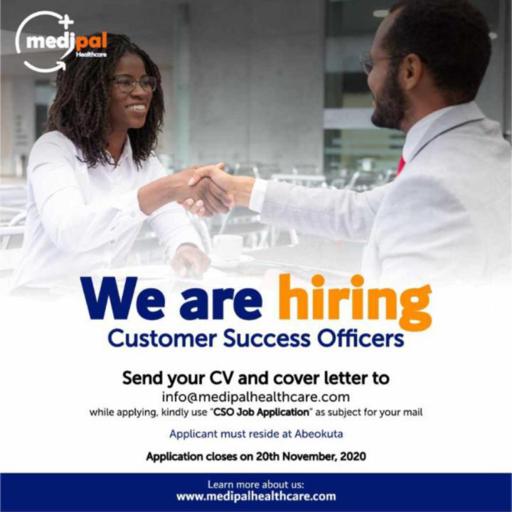 medipal
Healthcare
We are hiring
Customer Success Officers
Send your CV and cover letter to
info@medipalhealthcare.com
while applying, kindly use "CSO Job Application" as subject for your mail
Applicant must reside at Abeokuta
Application closes on 20th November, 2020
Learn more about us:
www.medipalhealthcare.com